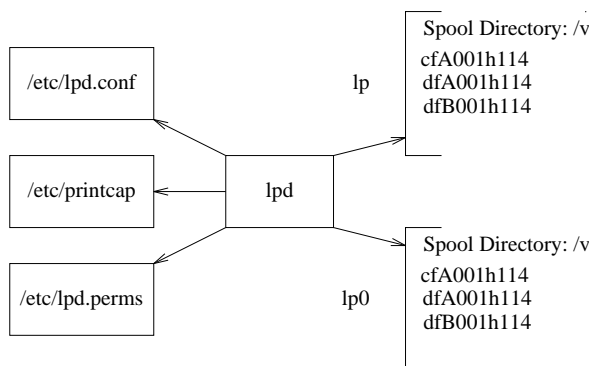 Spool Directory: /v
cfA001h114
dfA001h114
dfB001h114
lp
/etc/lpd.conf
/etc/printcap
lpd
/etc/lpd.perms
lp0
Spool Directory: /v
cfA001h114
dfA001h114
dfB001h114